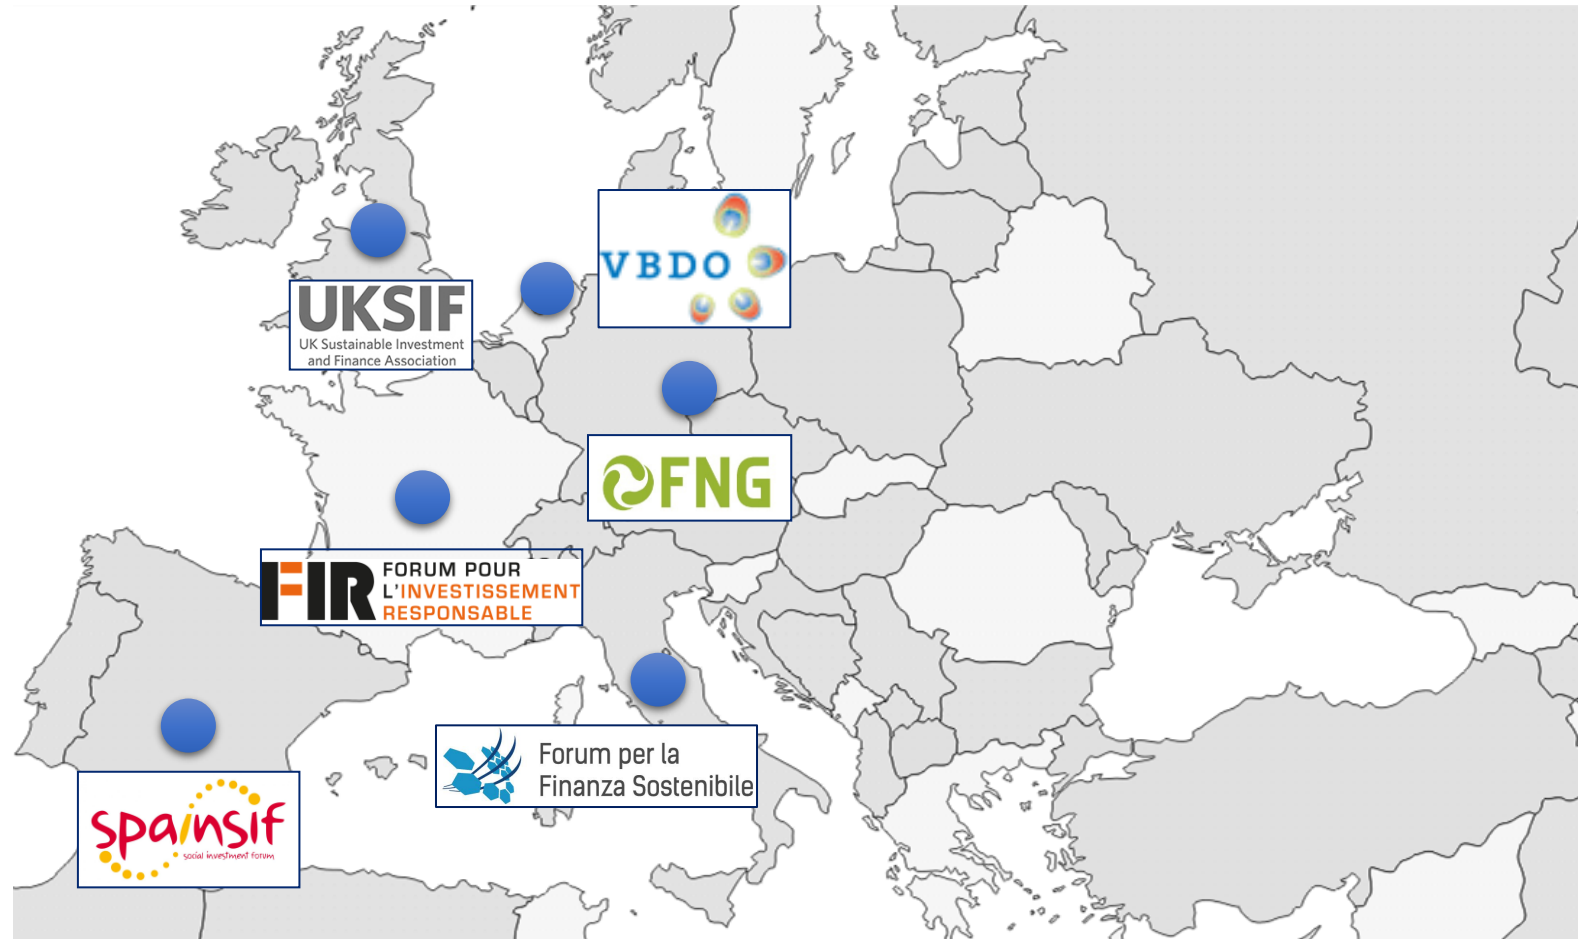 VBDO
UKSIF
UK Sustainable Investment
and Finance Association
FNG
FIR
FORUM POUR
L'INVESTISSEMENT
RESPONSABLE
Forum per la
Finanza Sostenibile
spainsif
social investment forum